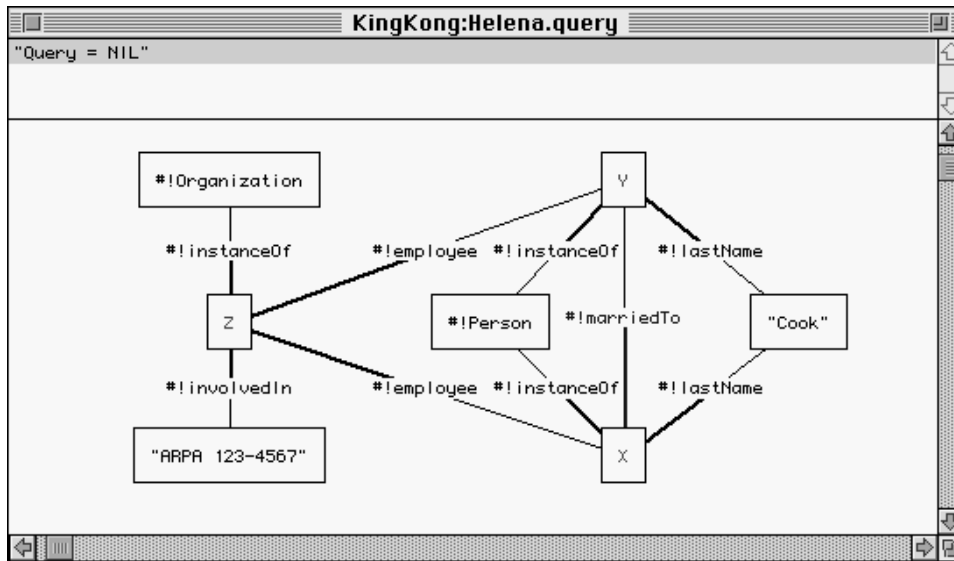 KingKong:Helena.query
"Query = NIL"
#!Organization
Y
#!instanceOf
#!employee
#!instanceOf
#!lastName
Z
#!Person
#!marriedTo
"Cook"
#!involvedIn
#!employee
#!instanceOf
#!lastName
"ARPA 123-4567"
X